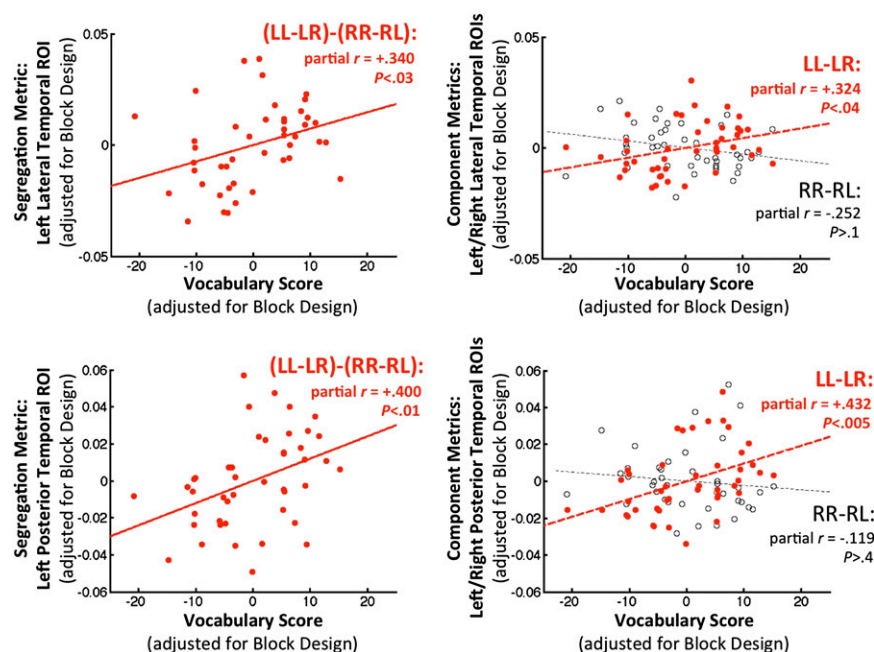 Segregation Metric:
Left Lateral Temporal ROI
(adjusted for Block Design)
0.05
0
-0.05
(LL-LR)-(RR-RL):
partial r = +.340
P<.03
-20 -10 0 10 20
Vocabulary Score
(adjusted for Block Design)
Component Metrics:
Left/Right Lateral Temporal ROIs
(adjusted for Block Design)
0.05
0
0.05
LL-LR:
partial r = +.324
P<.04
RR-RL:
partial r = -.252
P>.1
-20 -10 0 10 20
Vocabulary Score
(adjusted for Block Design)
Segregation Metric:
Left Posterior Temporal ROI
(adjusted for Block Design)
0.06
0.04
0.02
0
-0.02
-0.04
-0.06
(LL-LR)-(RR-RL):
partial r = +.400
P<.01
-20 -10 0 10 20
Vocabulary Score
(adjusted for Block Design)
Component Metrics:
Left/Right Posterior Temporal ROIs
(adjusted for Block Design)
0.06
0.04
0.02
0
-0.02
-0.04
-0.06
LL-LR:
partial r = +.432
P<.005
RR-RL:
partial r = -.119
P>.4
-20 -10 0 10 20
Vocabulary Score
(adjusted for Block Design)